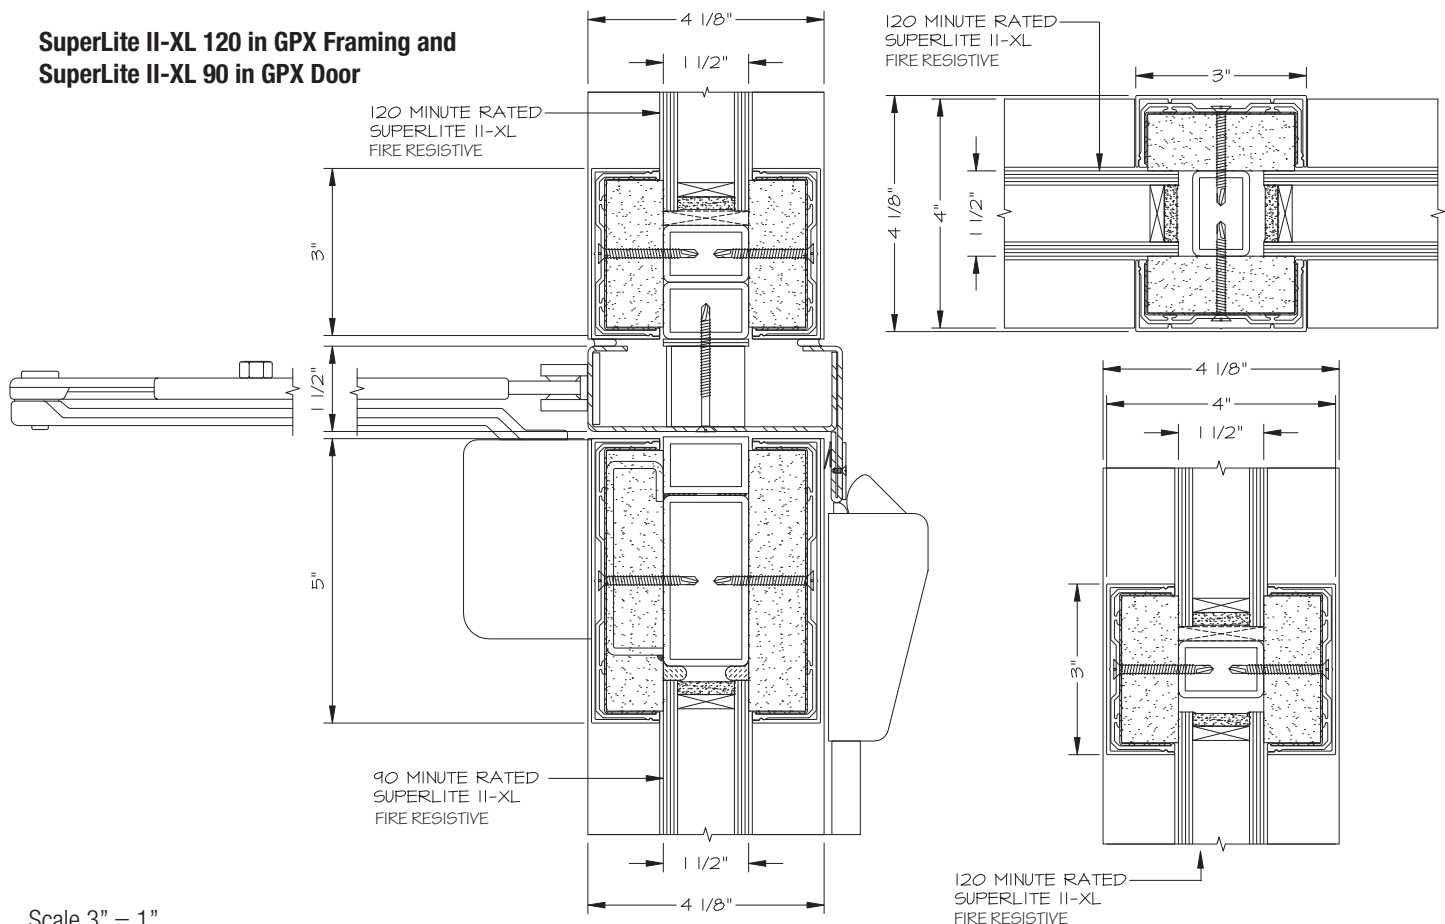 SuperLite II-XL 120 in GPX Framing and
SuperLite II-XL 90 in GPX Door
4 1/8"
1 1/2"
120 MINUTE RATED
SUPERLITE II-XL
FIRE RESISTIVE
3"
1 1/2"
5"
90 MINUTE RATED
SUPERLITE II-XL
FIRE RESISTIVE
1 1/2"
4 1/8"
120 MINUTE RATED
SUPERLITE II-XL
FIRE RESISTIVE
3"
4 1/8"
4"
1 1/2"
4 1/8"
4"
1 1/2"
3"
120 MINUTE RATED
SUPERLITE II-XL
FIRE RESISTIVE
Scale 3” = 1”